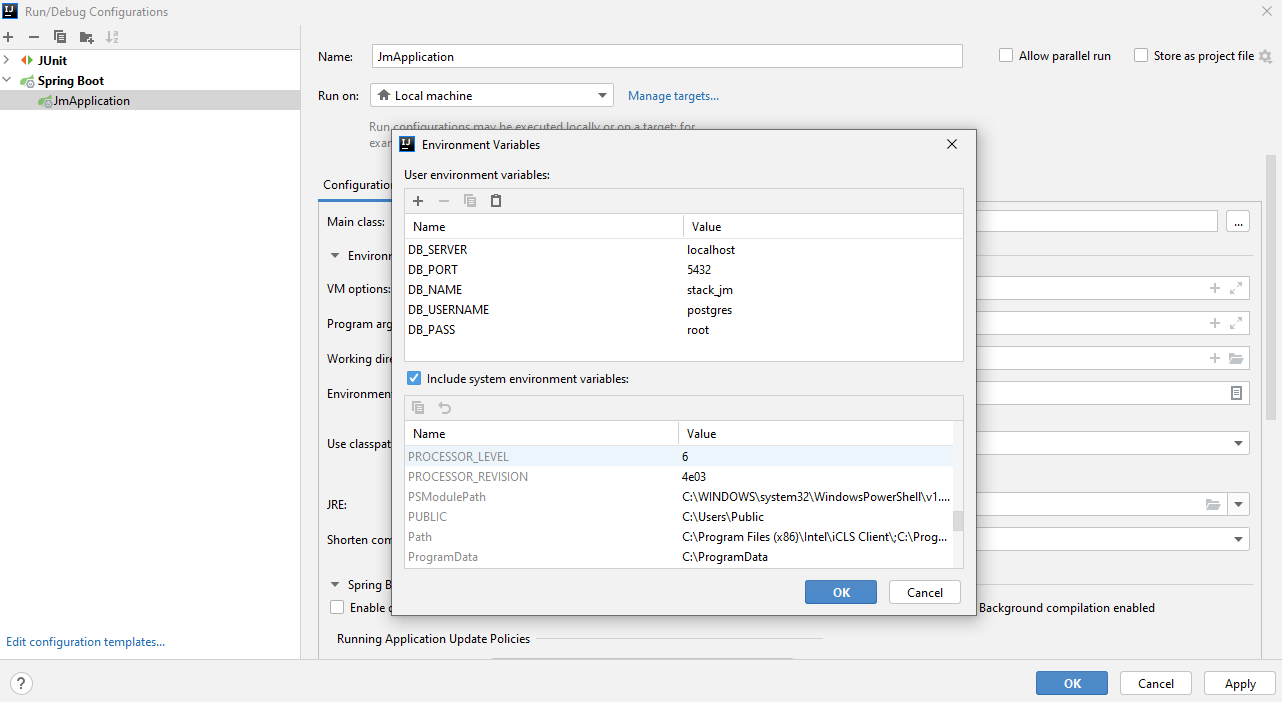 Run/Debug Configurations
JUnit
Spring Boot
JmApplication
Edit configuration templates...
Name: JmApplication
Allow parallel run
Store as project file
Run on: Local machine
Manage targets...
Run configurations may be executed locally or on a target: for
Configuration
Main class: ...
VM options:
Program arg
Working dire
Environmen
Use classpat
JRE:
Shorten com
Spring B
Enable
Background compilation enabled
Running Application Update Policies
Environment Variables
User environment variables:
Name Value
DB_SERVER localhost
DB_PORT 5432
DB_NAME stack_jm
DB_USERNAME postgres
DB_PASS root
Include system environment variables:
Name Value
PROCESSOR_LEVEL 6
PROCESSOR_REVISION 4e03
PSModulePath C:\WINDOWS\system32\WindowsPowerShell\v1....
PUBLIC C:\Users\Public
Path C:\Program Files (x86)\Intel\iCLS Client\;C:\Prog...
ProgramData C:\ProgramData
OK Cancel
? OK Cancel Apply